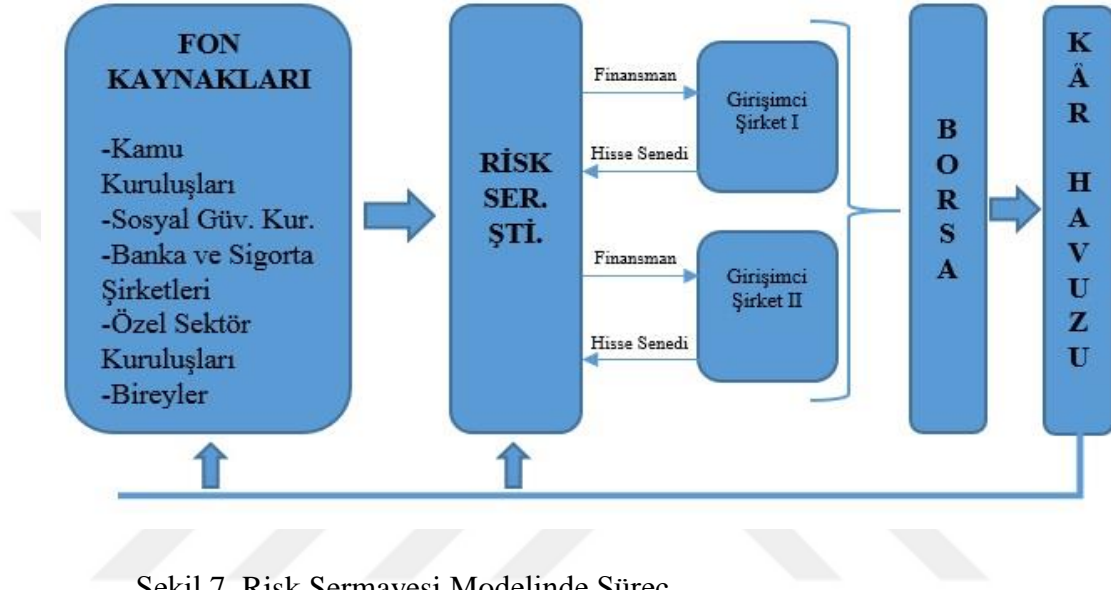 FON
KAYNAKLARI
-Kamu
Kuruluşları
-Sosyal Güv. Kur.
-Banka ve Sigorta
Şirketleri
-Özel Sektör
Kuruluşları
-Bireyler
RİSK
SER.
ŞTİ.
Finansman
Hisse Senedi
Finansman
Hisse Senedi
Girişimci
Şirket I
Girişimci
Şirket II
B
O
R
S
A
K
Â
R
H
A
V
U
Z
U
Şekil 7. Risk Sermayesi Modelinde Süreç